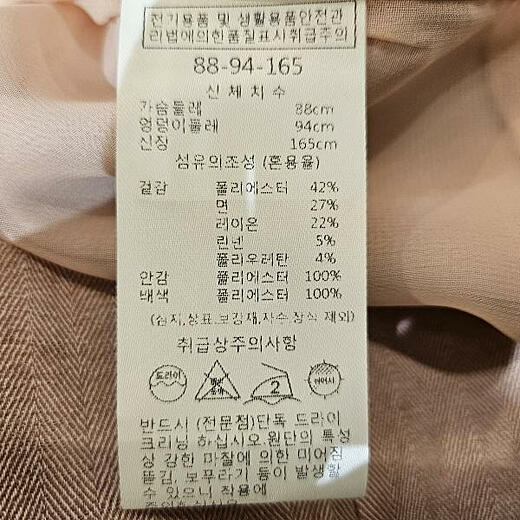 전기용품 및 생활용품안전관
리법에의한품질표시취급주의
88-94-165
신체치수
가슴둘레 88cm
엉덩이둘레 94cm
신장 165cm
섬유의조성 (혼용율)
겉감 폴리에스터 42%
면 27%
레이온 22%
린넨 5%
폴리우레탄 4%
안감 폴리에스터 100%
배색 폴리에스터 100%
(심지,상표,보강재,자수,장식 제외)
취급상주의사항
드라이 2
반드시 (전문점)단독 드라이
크리닝 하십시오.원단의 특성
상 강한 마찰에 의한 미어짐
뜯김, 보푸라기 등이 발생할
수 있으니 착용에